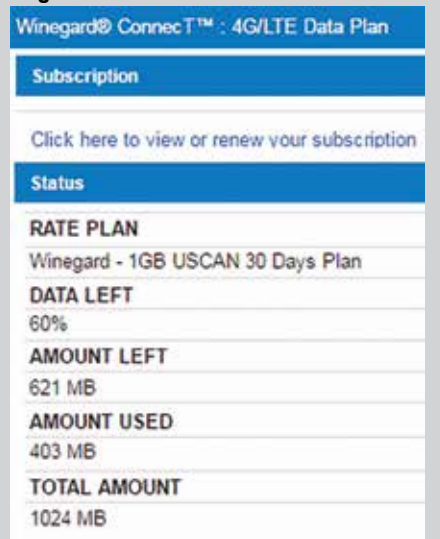 Winegard® ConnecT™ : 4G/LTE Data Plan
Subscription
Click here to view or renew your subscription
Status
RATE PLAN
Winegard - 1GB USCAN 30 Days Plan
DATA LEFT
60%
AMOUNT LEFT
621 MB
AMOUNT USED
403 MB
TOTAL AMOUNT
1024 MB